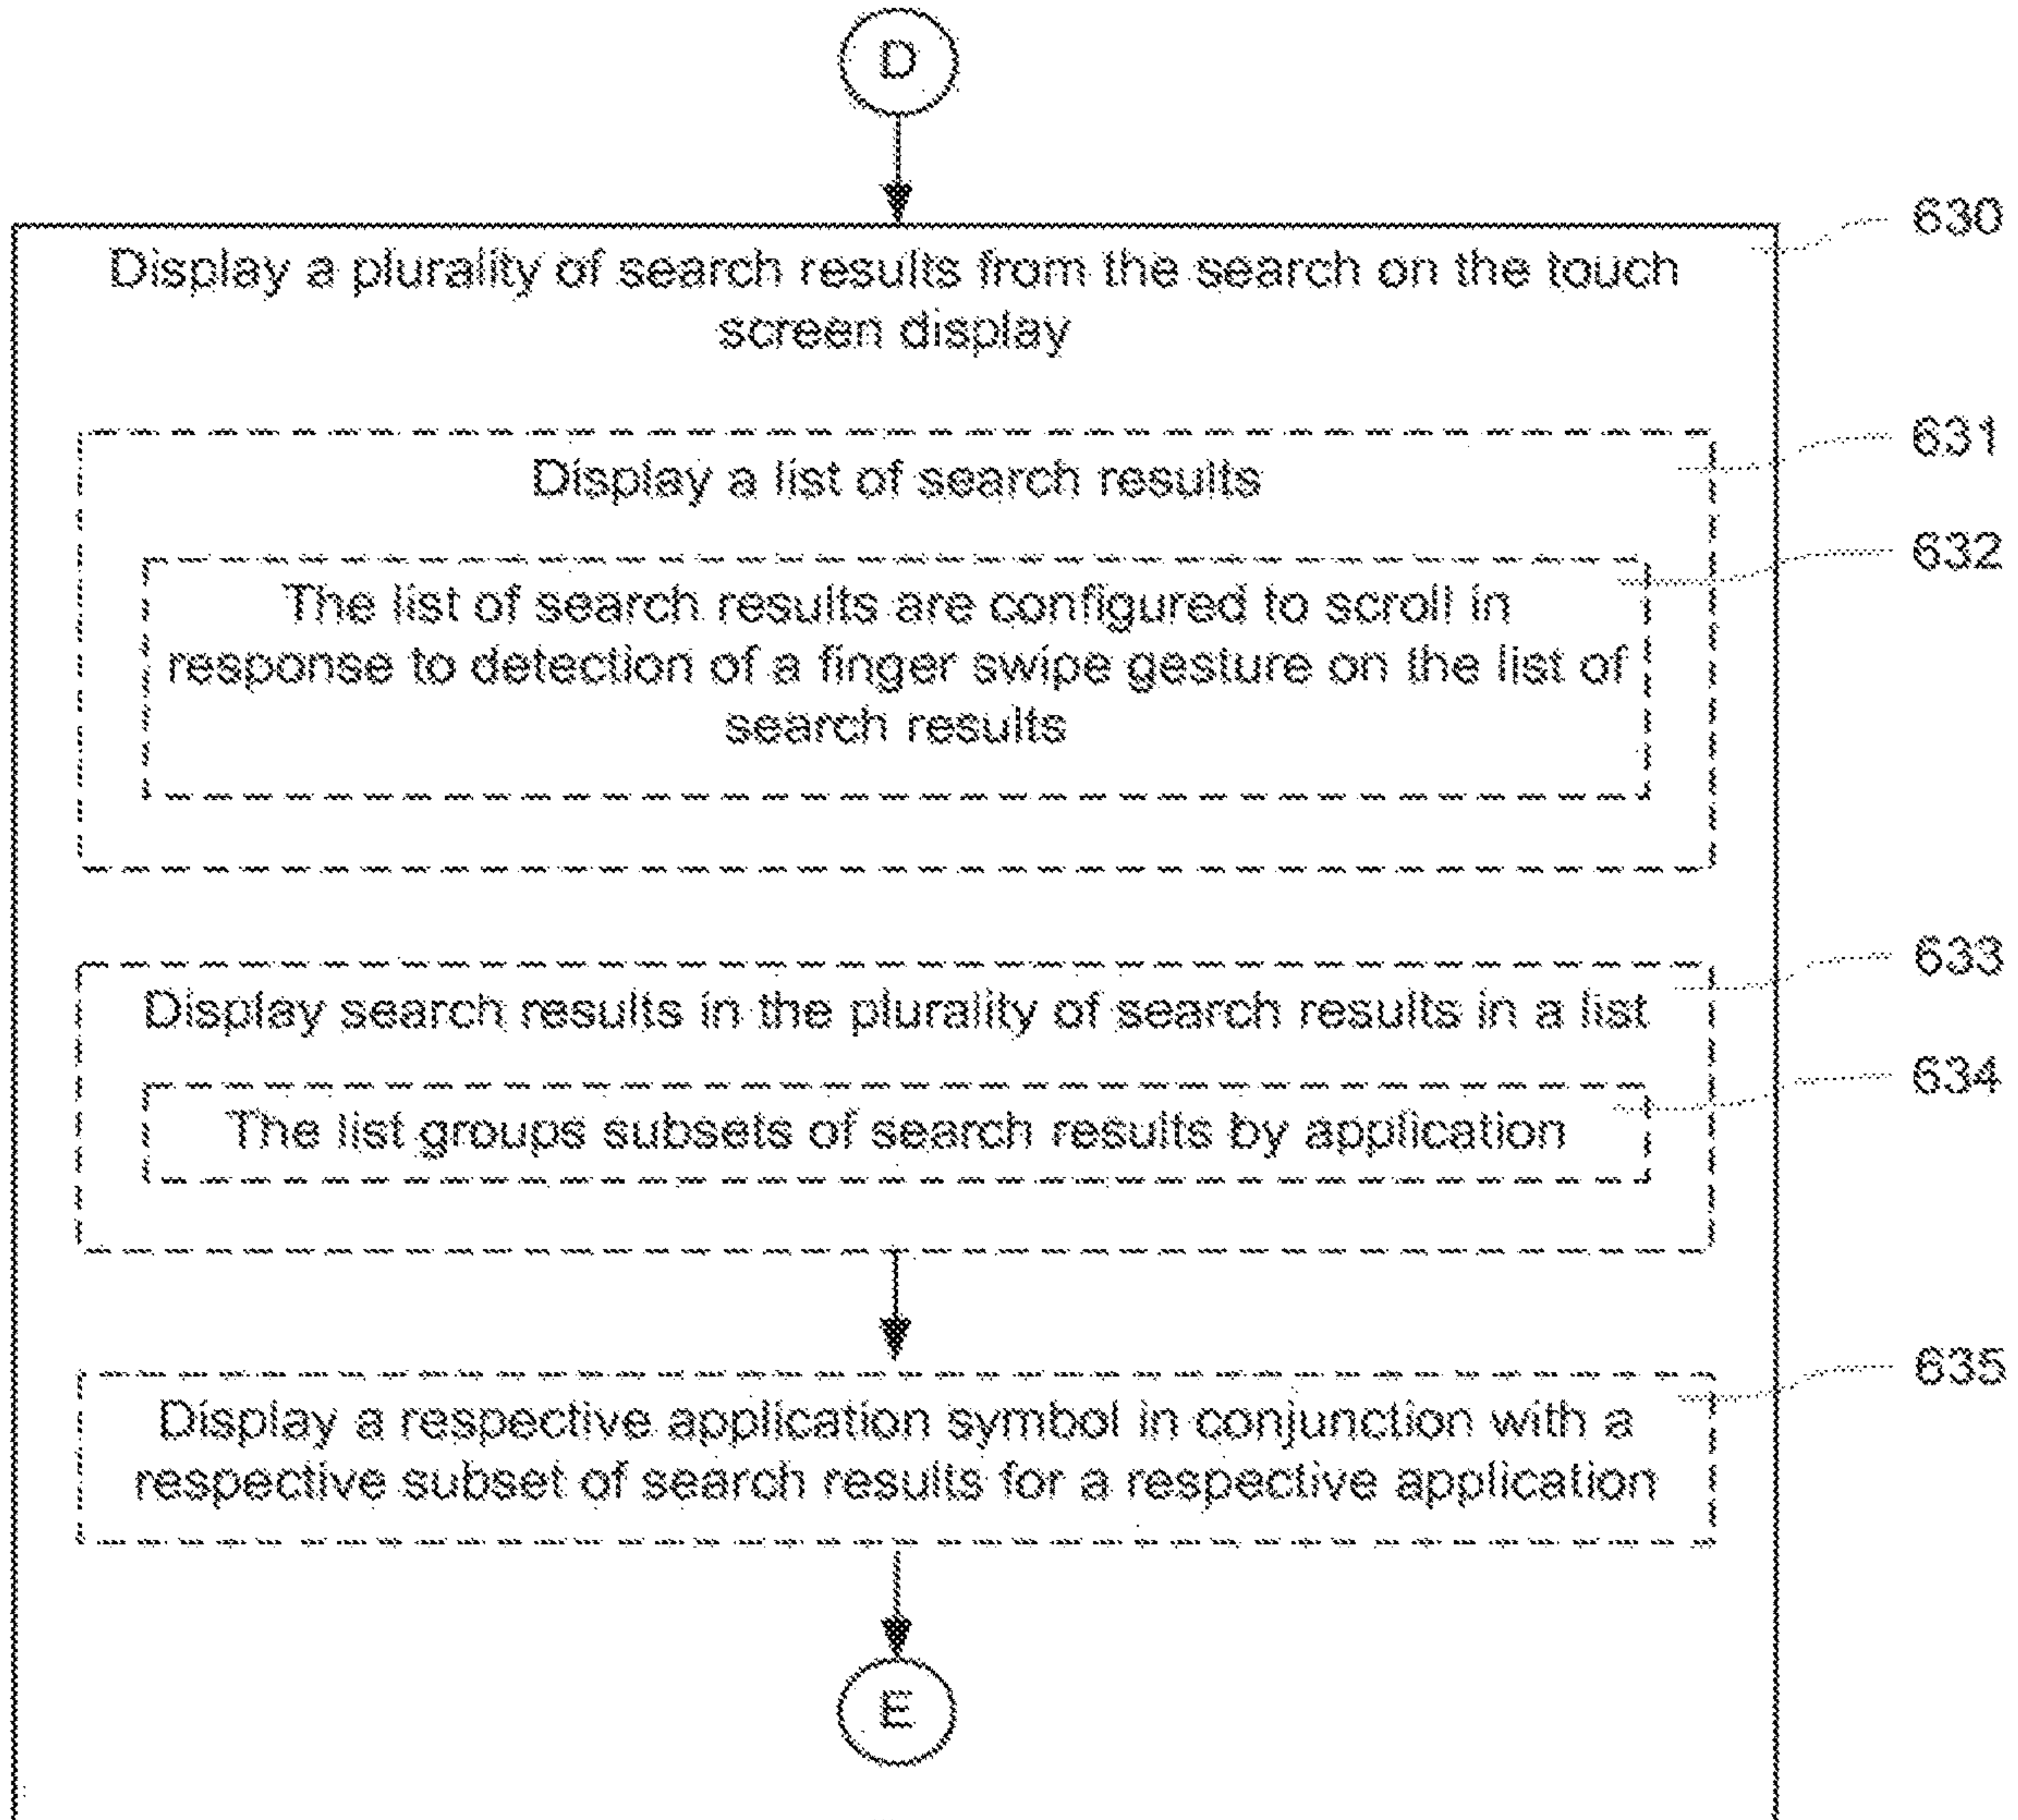 D
630
Display a plurality of search results from the search on the touch
screen display
631
Display a list of search results
632
The list of search results are configured to scroll in
response to detection of a finger swipe gesture on the list of
search results
633
Display search results in the plurality of search results in a list
634
The list groups subsets of search results by application
635
Display a respective application symbol in conjunction with a
respective subset of search results for a respective application
E